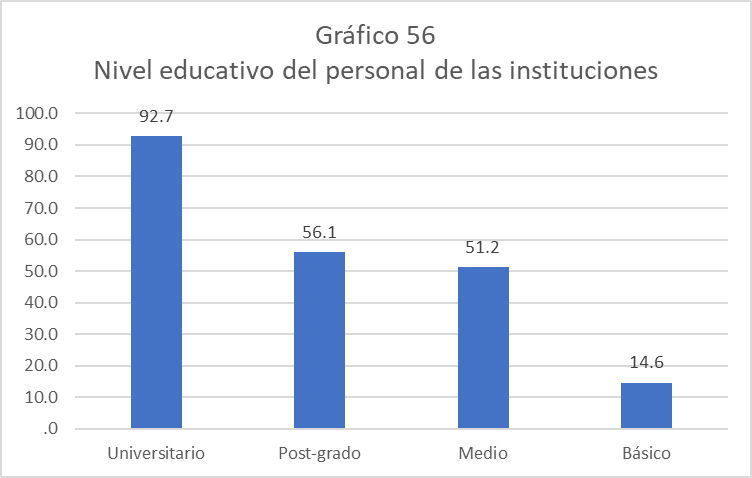 Gráfico 56
Nivel educativo del personal de las instituciones
100.0
90.0
80.0
70.0
60.0
50.0
40.0
30.0
20.0
10.0
.0
92.7
56.1
51.2
14.6
Universitario
Post-grado
Medio
Básico